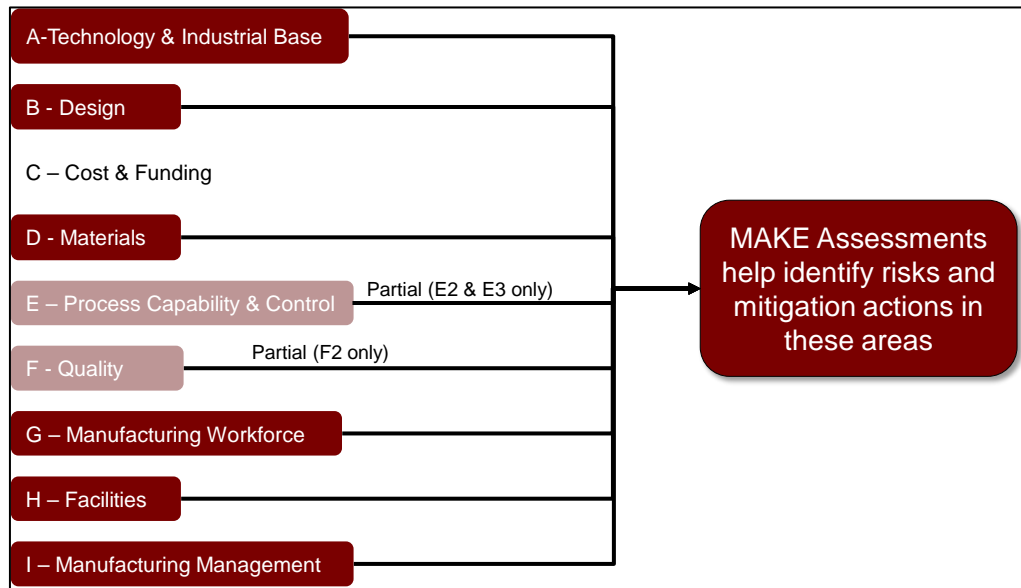 A-Technology & Industrial Base
B - Design
C – Cost & Funding
D - Materials
E – Process Capability & Control
Partial (E2 & E3 only)
F - Quality
Partial (F2 only)
G – Manufacturing Workforce
H – Facilities
I – Manufacturing Management
MAKE Assessments
help identify risks and
mitigation actions in
these areas